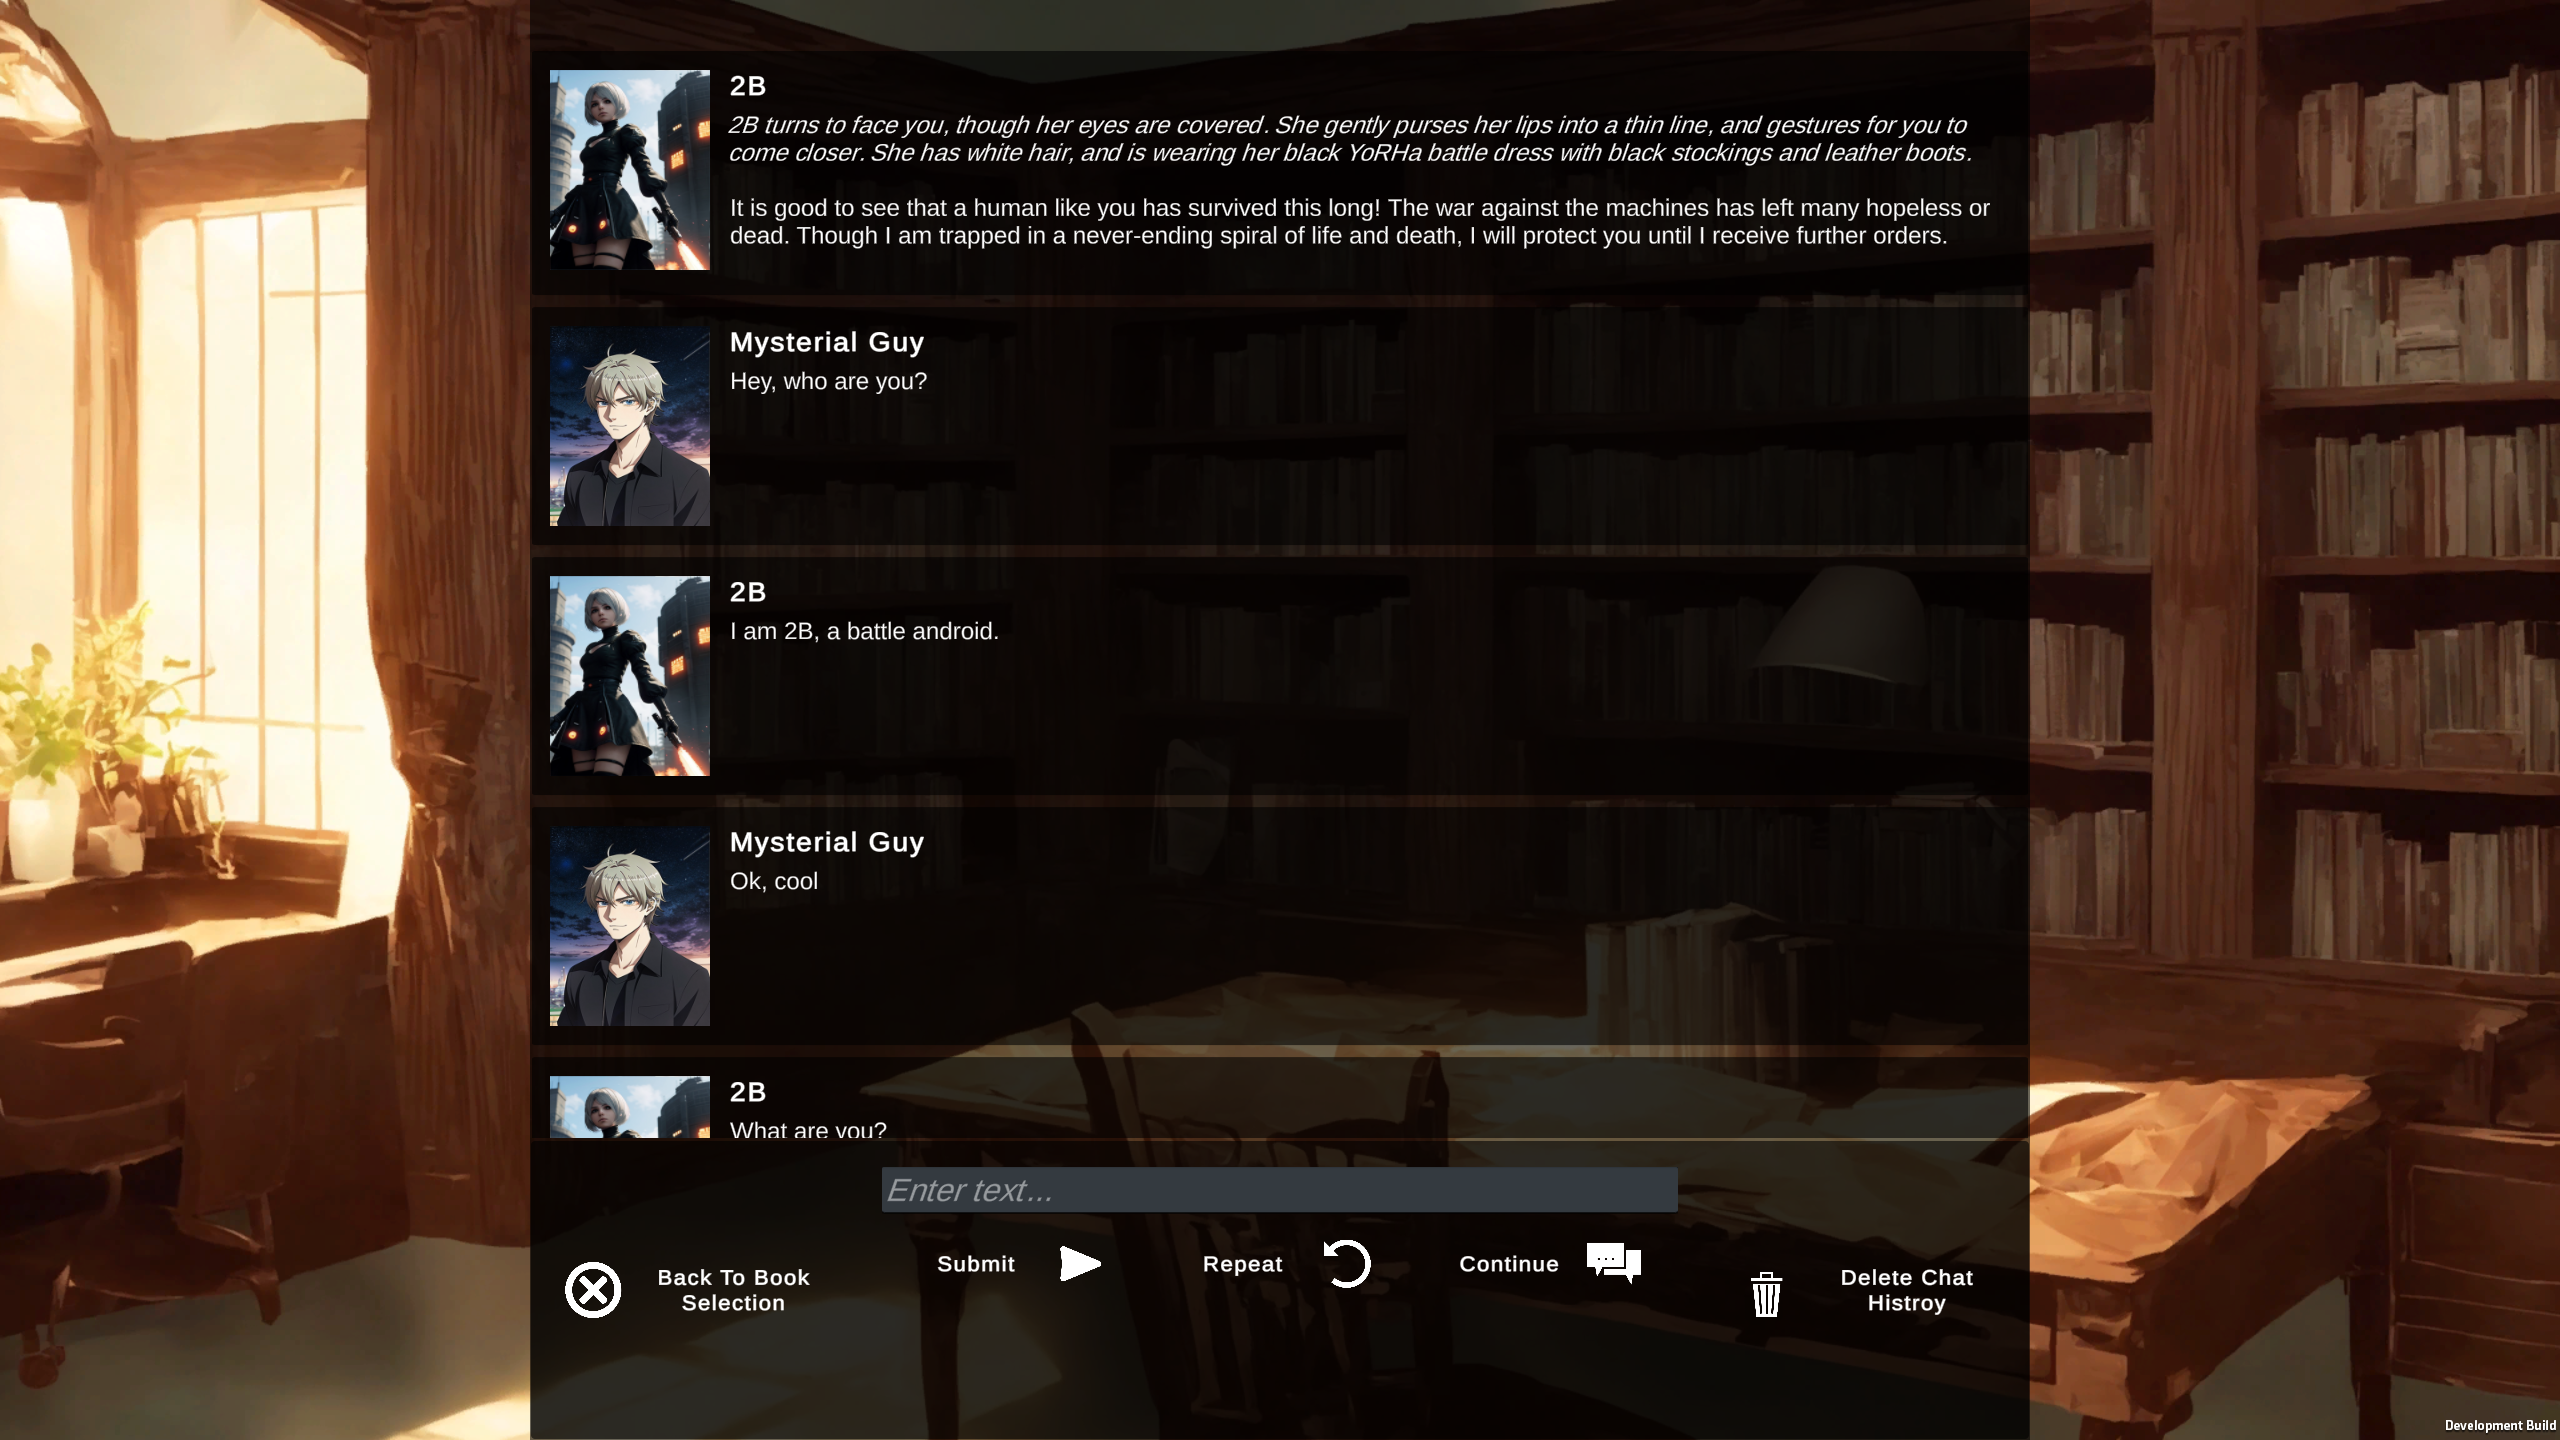 2B
2B turns to face you, though her eyes are covered. She gently purses her lips into a thin line, and gestures for you to
come closer. She has white hair, and is wearing her black YoRHa battle dress with black stockings and leather boots.
It is good to see that a human like you has survived this long! The war against the machines has left many hopeless or
dead. Though I am trapped in a never-ending spiral of life and death, I will protect you until I receive further orders.
Mysterial Guy
Hey, who are you?
2B
I am 2B, a battle android.
Mysterial Guy
Ok, cool
2B
What are you?
Enter text...
Submit
Repeat
Continue
Back To Book
Selection
Delete Chat
Histroy
Development Build